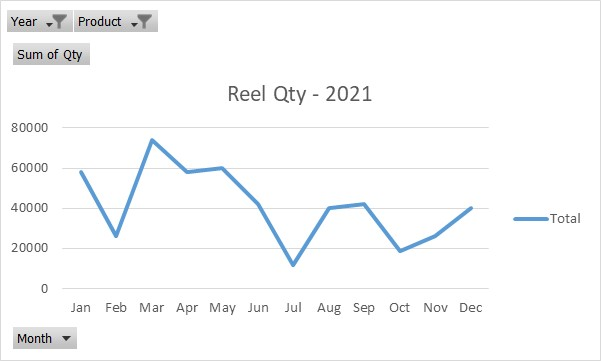 Year Product
Sum of Qty
Reel Qty - 2021
80000
60000
40000
20000
0
Jan Feb Mar Apr May Jun Jul Aug Sep Oct Nov Dec
Total
Month